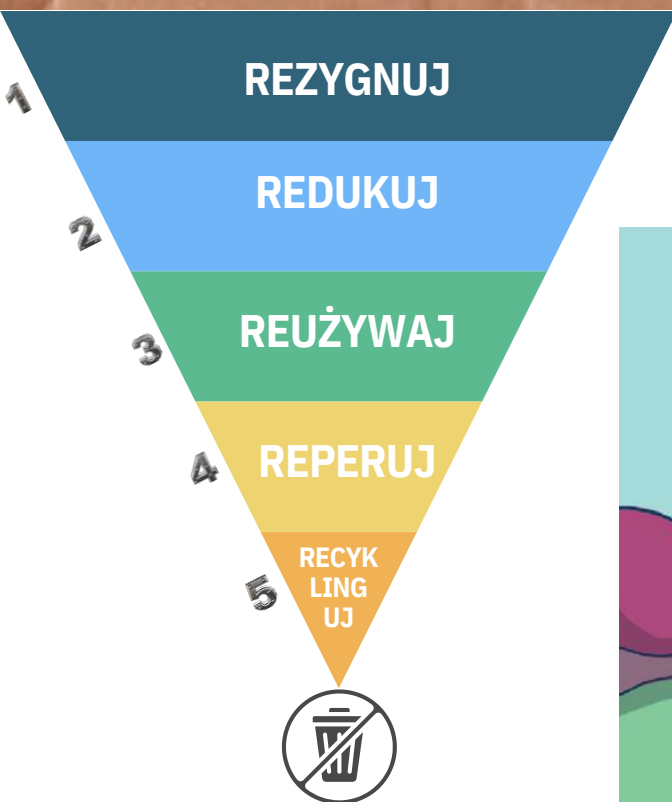 1
REZYGNUJ
2
REDUKUJ
3
REUŻYWAJ
4
REPERUJ
5
RECYK
LING
UJ